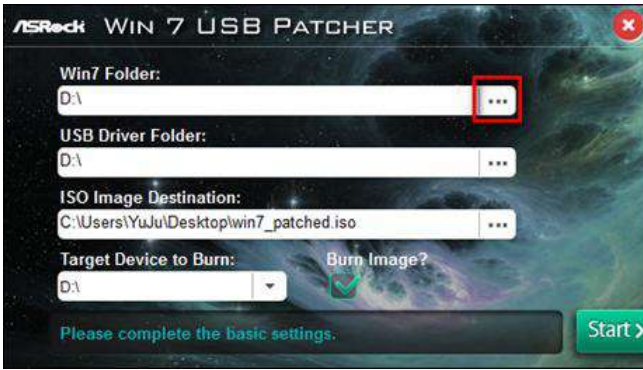 ASRock WIN 7 USB PATCHER
Win7 Folder:
D:\
USB Driver Folder:
D:\
ISO Image Destination:
C:\Users\YuJu\Desktop\win7_patched.iso
Target Device to Burn: Burn Image?
D:\
Please complete the basic settings.
Start